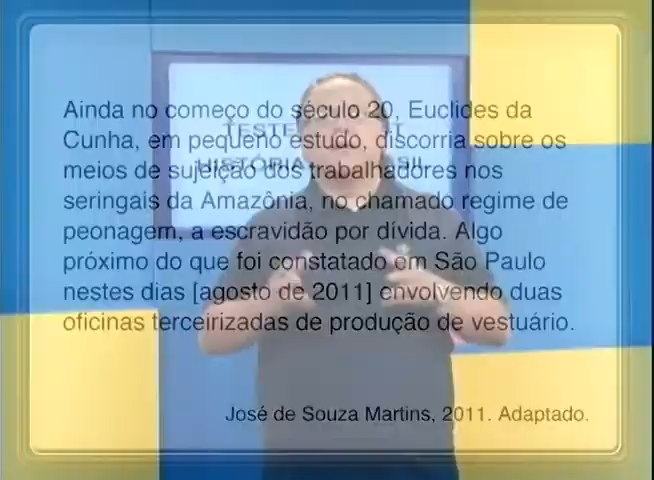 Ainda no começo do século 20, Euclides da
Cunha, em pequeno estudo, discorria sobre os
meios de sujeição dos trabalhadores nos
seringais da Amazônia, no chamado regime de
peonagem, a escravidão por dívida. Algo
próximo do que foi constatado em São Paulo
nestes dias [agosto de 2011] envolvendo duas
oficinas terceirizadas de produção de vestuário.
José de Souza Martins, 2011. Adaptado.
TESTE
HISTÓRIA